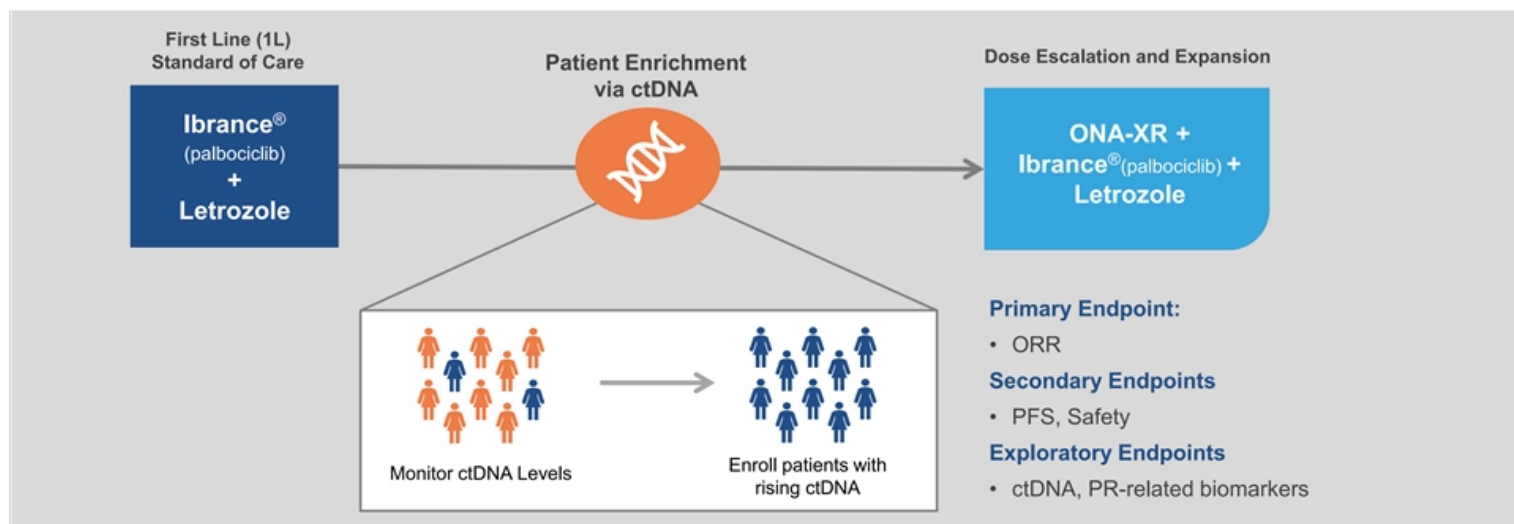 First Line (1L)
Standard of Care
Ibrance®
(palbociclib)
+
Letrozole
Patient Enrichment
via ctDNA
Dose Escalation and Expansion
ONA-XR +
Ibrance®(palbociclib) +
Letrozole
Monitor ctDNA Levels
Enroll patients with
rising ctDNA
Primary Endpoint:
• ORR
Secondary Endpoints
• PFS, Safety
Exploratory Endpoints
• ctDNA, PR-related biomarkers